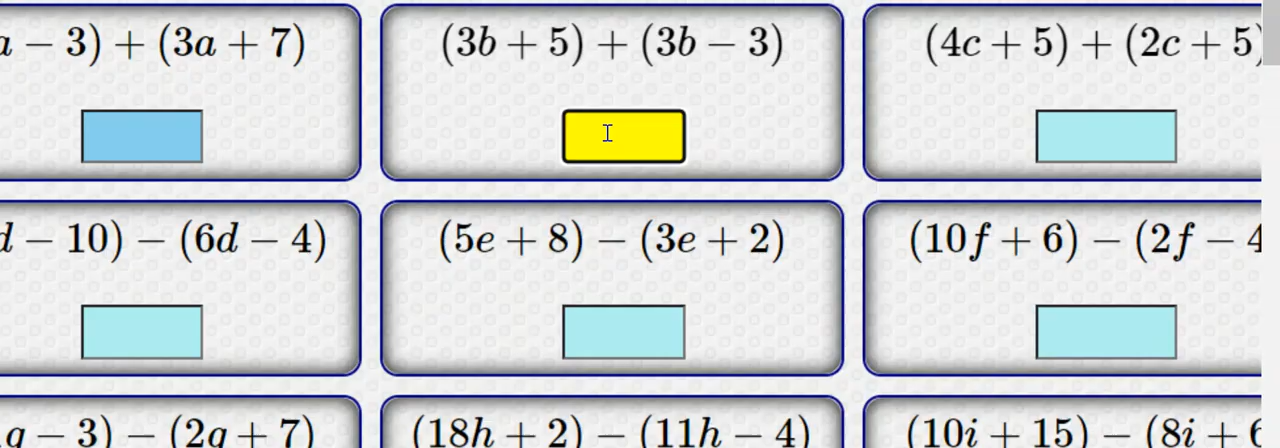 a − 3) + (3a + 7)
(3b + 5) + (3b − 3)
(4c + 5) + (2c + 5)
d − 10) − (6d − 4)
(5e + 8) − (3e + 2)
(10f + 6) − (2f − 4
g − 3) − (2g + 7)
(18h + 2) − (11h − 4)
(10i + 15) − (8i + 6